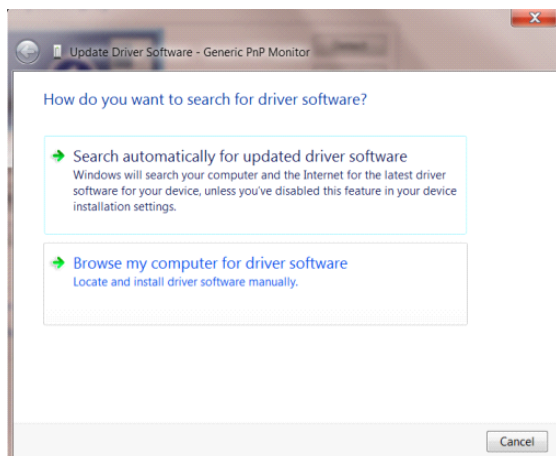 Update Driver Software - Generic PnP Monitor
How do you want to search for driver software?
Search automatically for updated driver software
Windows will search your computer and the Internet for the latest driver
software for your device, unless you've disabled this feature in your device
installation settings.
Browse my computer for driver software
Locate and install driver software manually.
Cancel